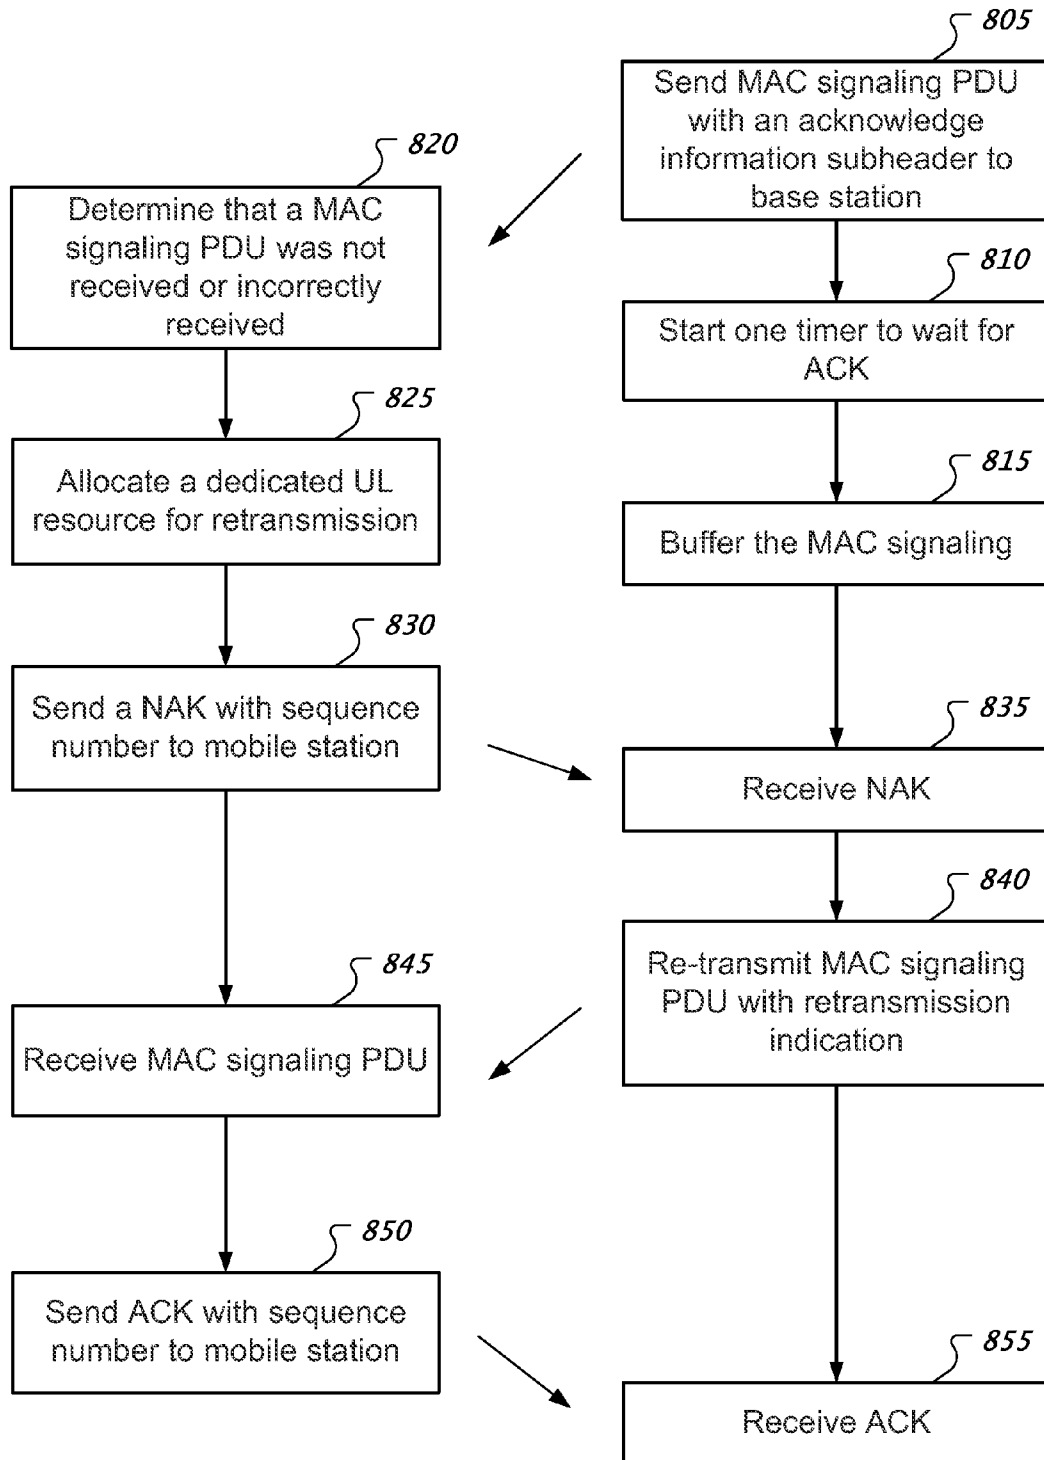 805
Send MAC signaling PDU
with an acknowledge
information subheader to
base station
820
Determine that a MAC
signaling PDU was not
received or incorrectly
received
810
Start one timer to wait for
ACK
825
Allocate a dedicated UL
resource for retransmission
815
Buffer the MAC signaling
830
Send a NAK with sequence
number to mobile station
835
Receive NAK
840
Re-transmit MAC signaling
PDU with retransmission
indication
845
Receive MAC signaling PDU
850
Send ACK with sequence
number to mobile station
855
Receive ACK